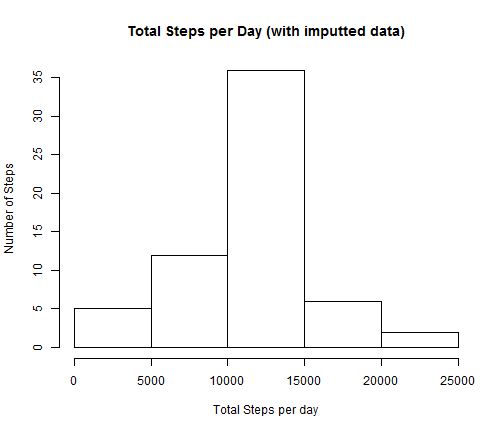 Total Steps per Day (with imputted data)
Number of Steps
35
30
25
20
15
10
5
0
0 5000 10000 15000 20000 25000
Total Steps per day